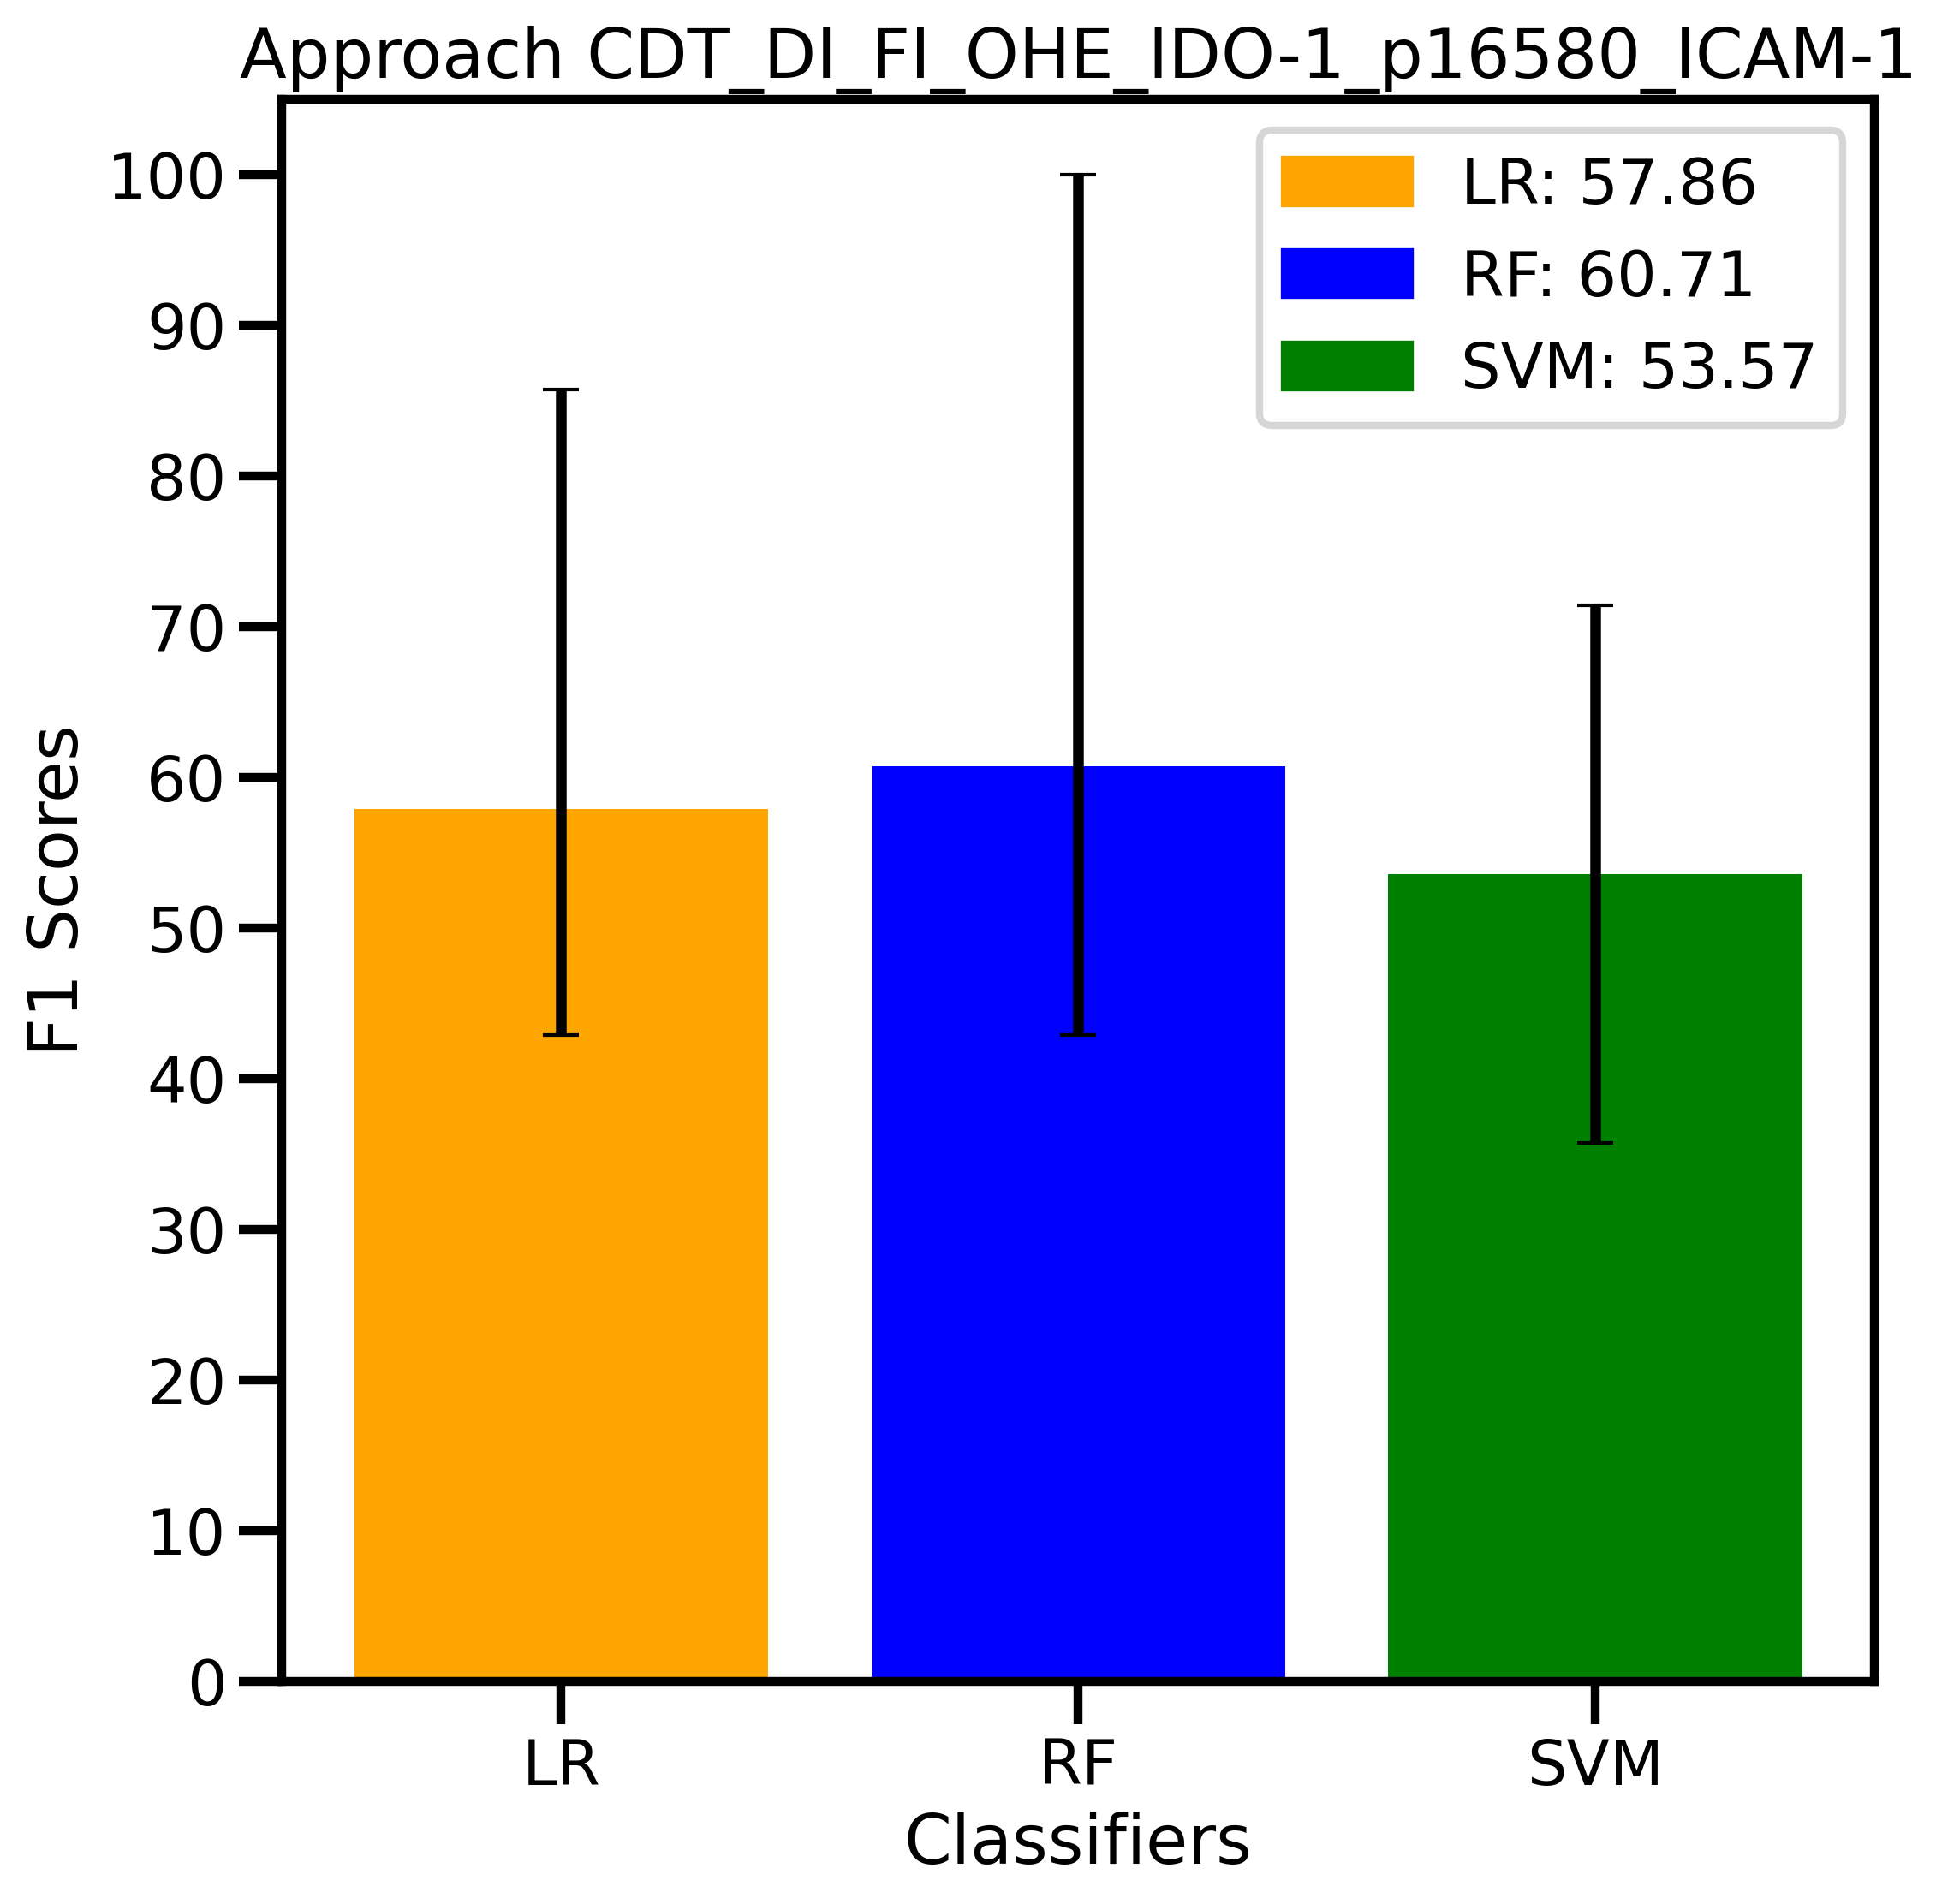 Approach CDT_DI_FI_OHE_IDO-1_p16580_ICAM-1
LR: 57.86
RF: 60.71
SVM: 53.57
100
90
80
70
60
50
40
30
20
10
0
F1 Scores
LR
RF
SVM
Classifiers